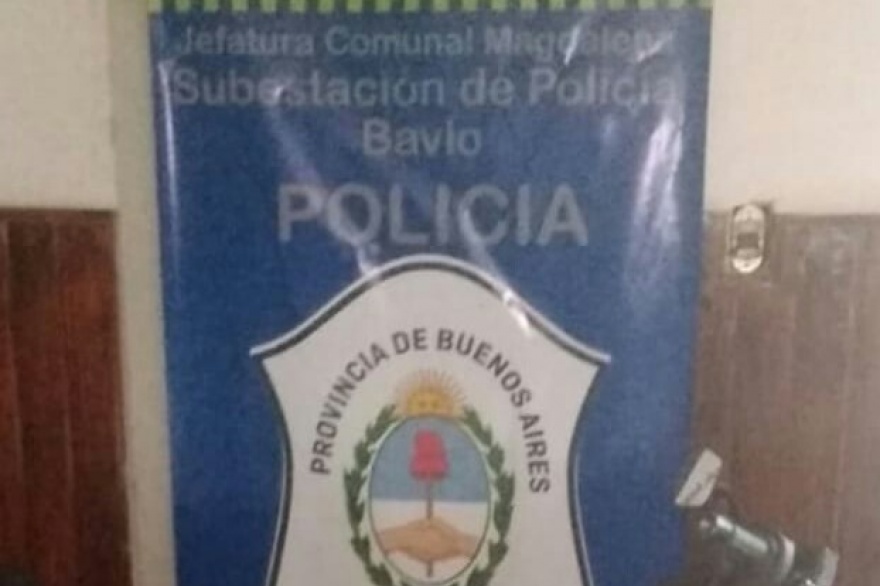 Jefatura Comunal Magdalena
Subestación de Policía
Bavio
POLICIA
PROVINCIA DE BUENOS AIRES